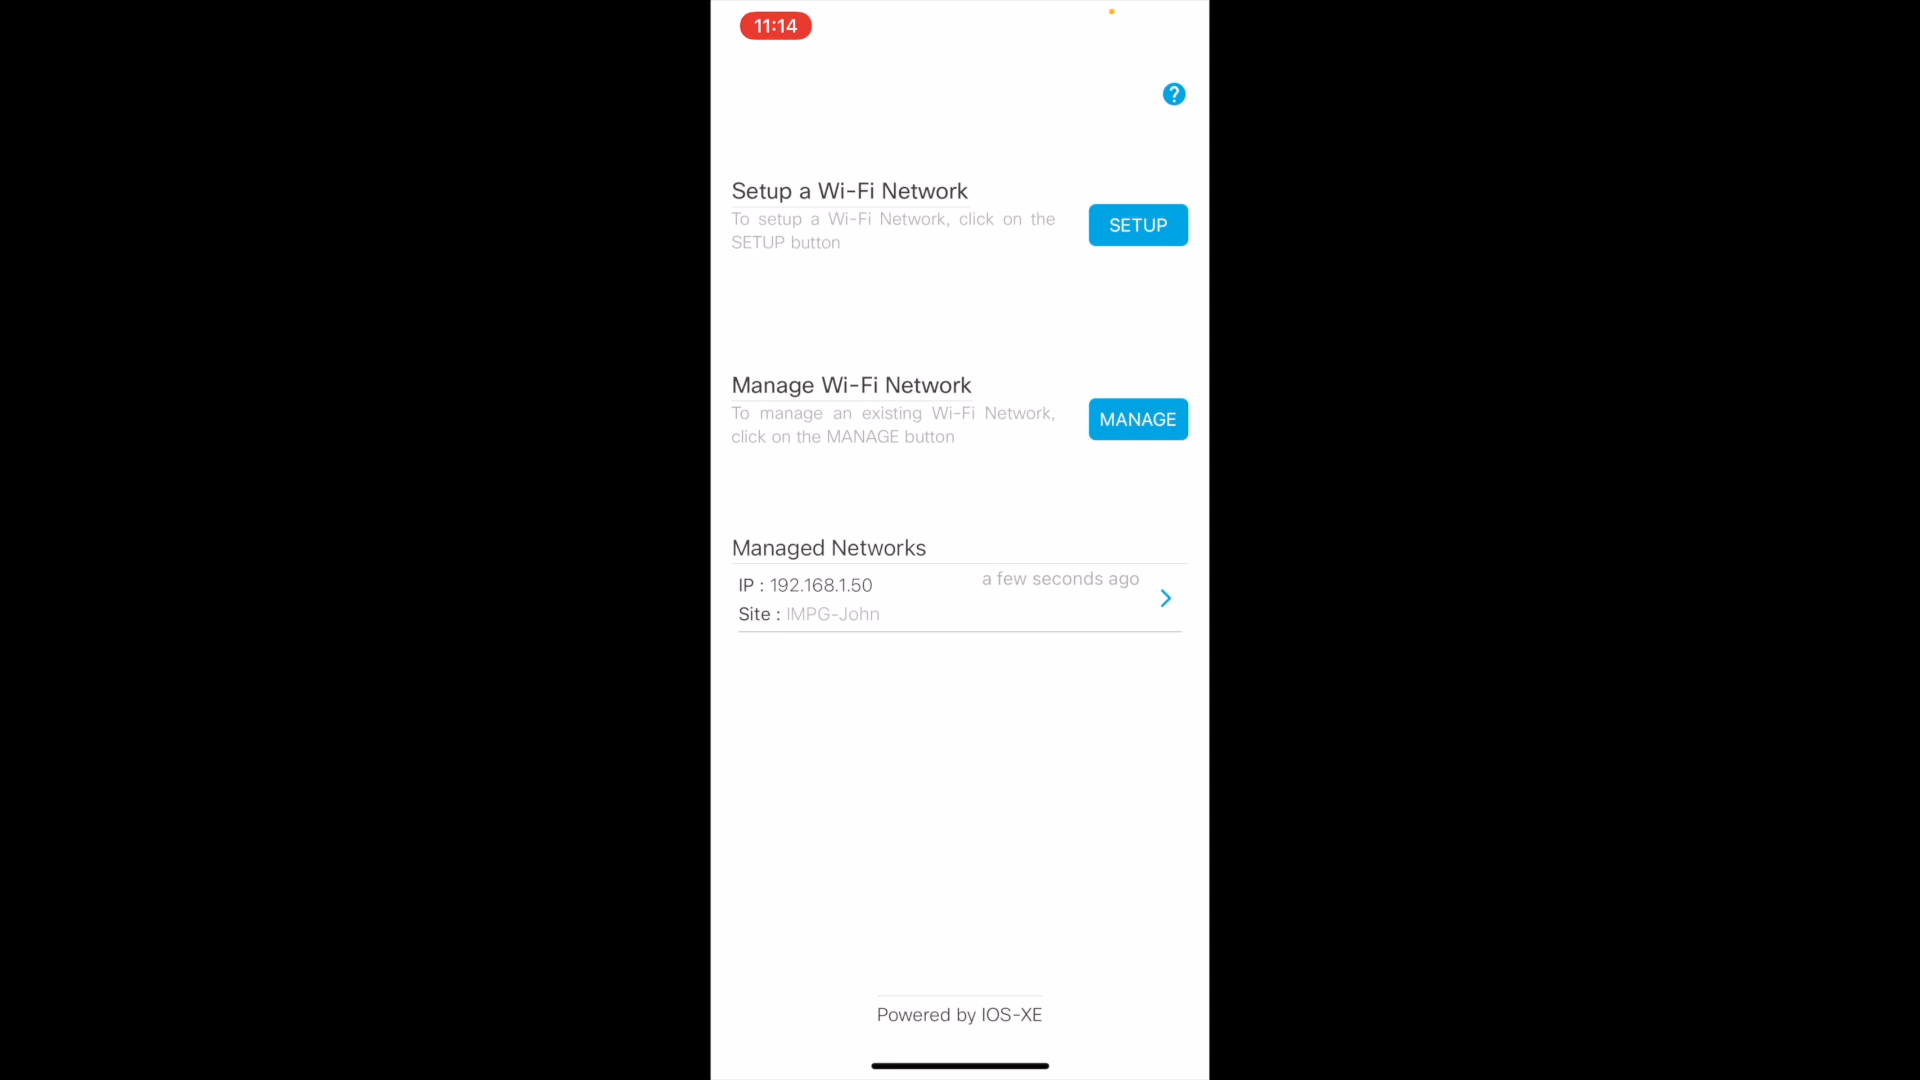 11:14
?
Setup a Wi-Fi Network
To setup a Wi-Fi Network, click on the
SETUP button
SETUP
Manage Wi-Fi Network
To manage an existing Wi-Fi Network,
click on the MANAGE button
MANAGE
Managed Networks
IP : 192.168.1.50
a few seconds ago
Site : IMPG-John
Powered by IOS-XE